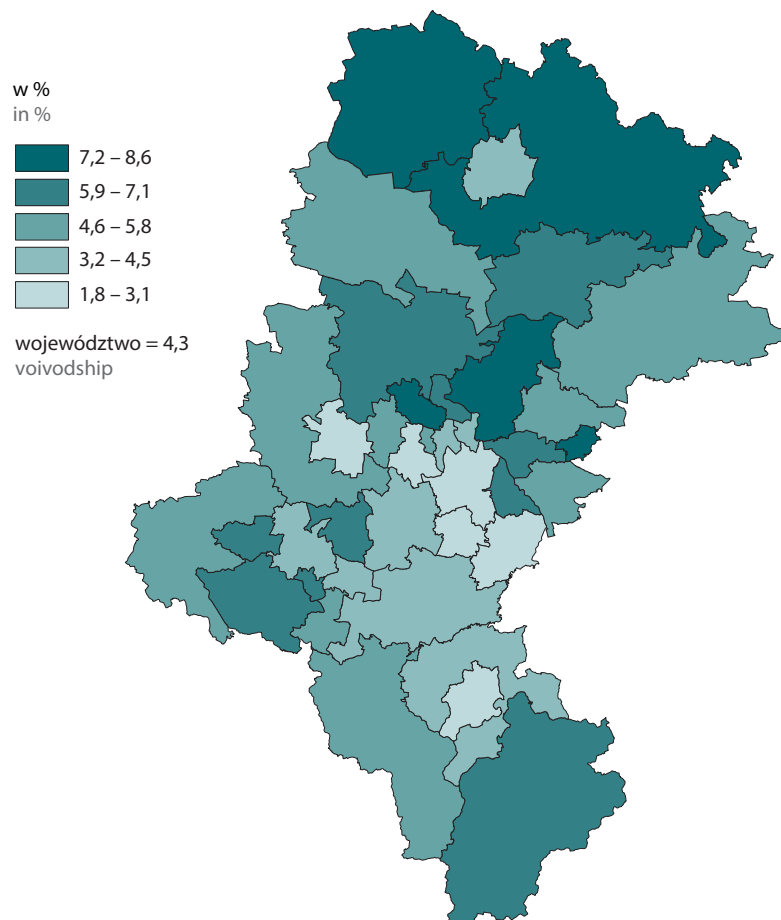 w %
in %
7,2 – 8,6
5,9 – 7,1
4,6 – 5,8
3,2 – 4,5
1,8 – 3,1
województwo = 4,3
voivodship